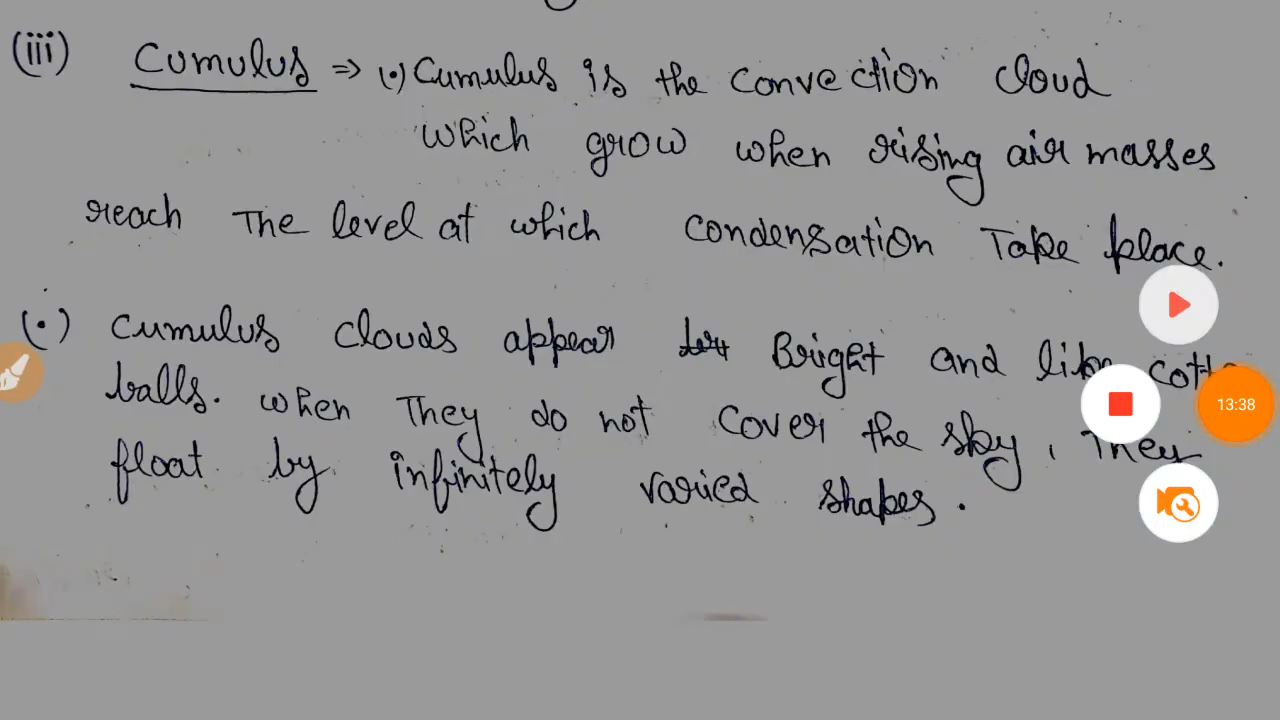 (iii) Cumulus ⇒ (•) Cumulus is the convection cloud
which grow when rising air masses
reach The level at which condensation Take place.
(•) Cumulus clouds appear Bright and like
balls. when They do not cover the sky, They
float by infinitely varied shapes.
13:38